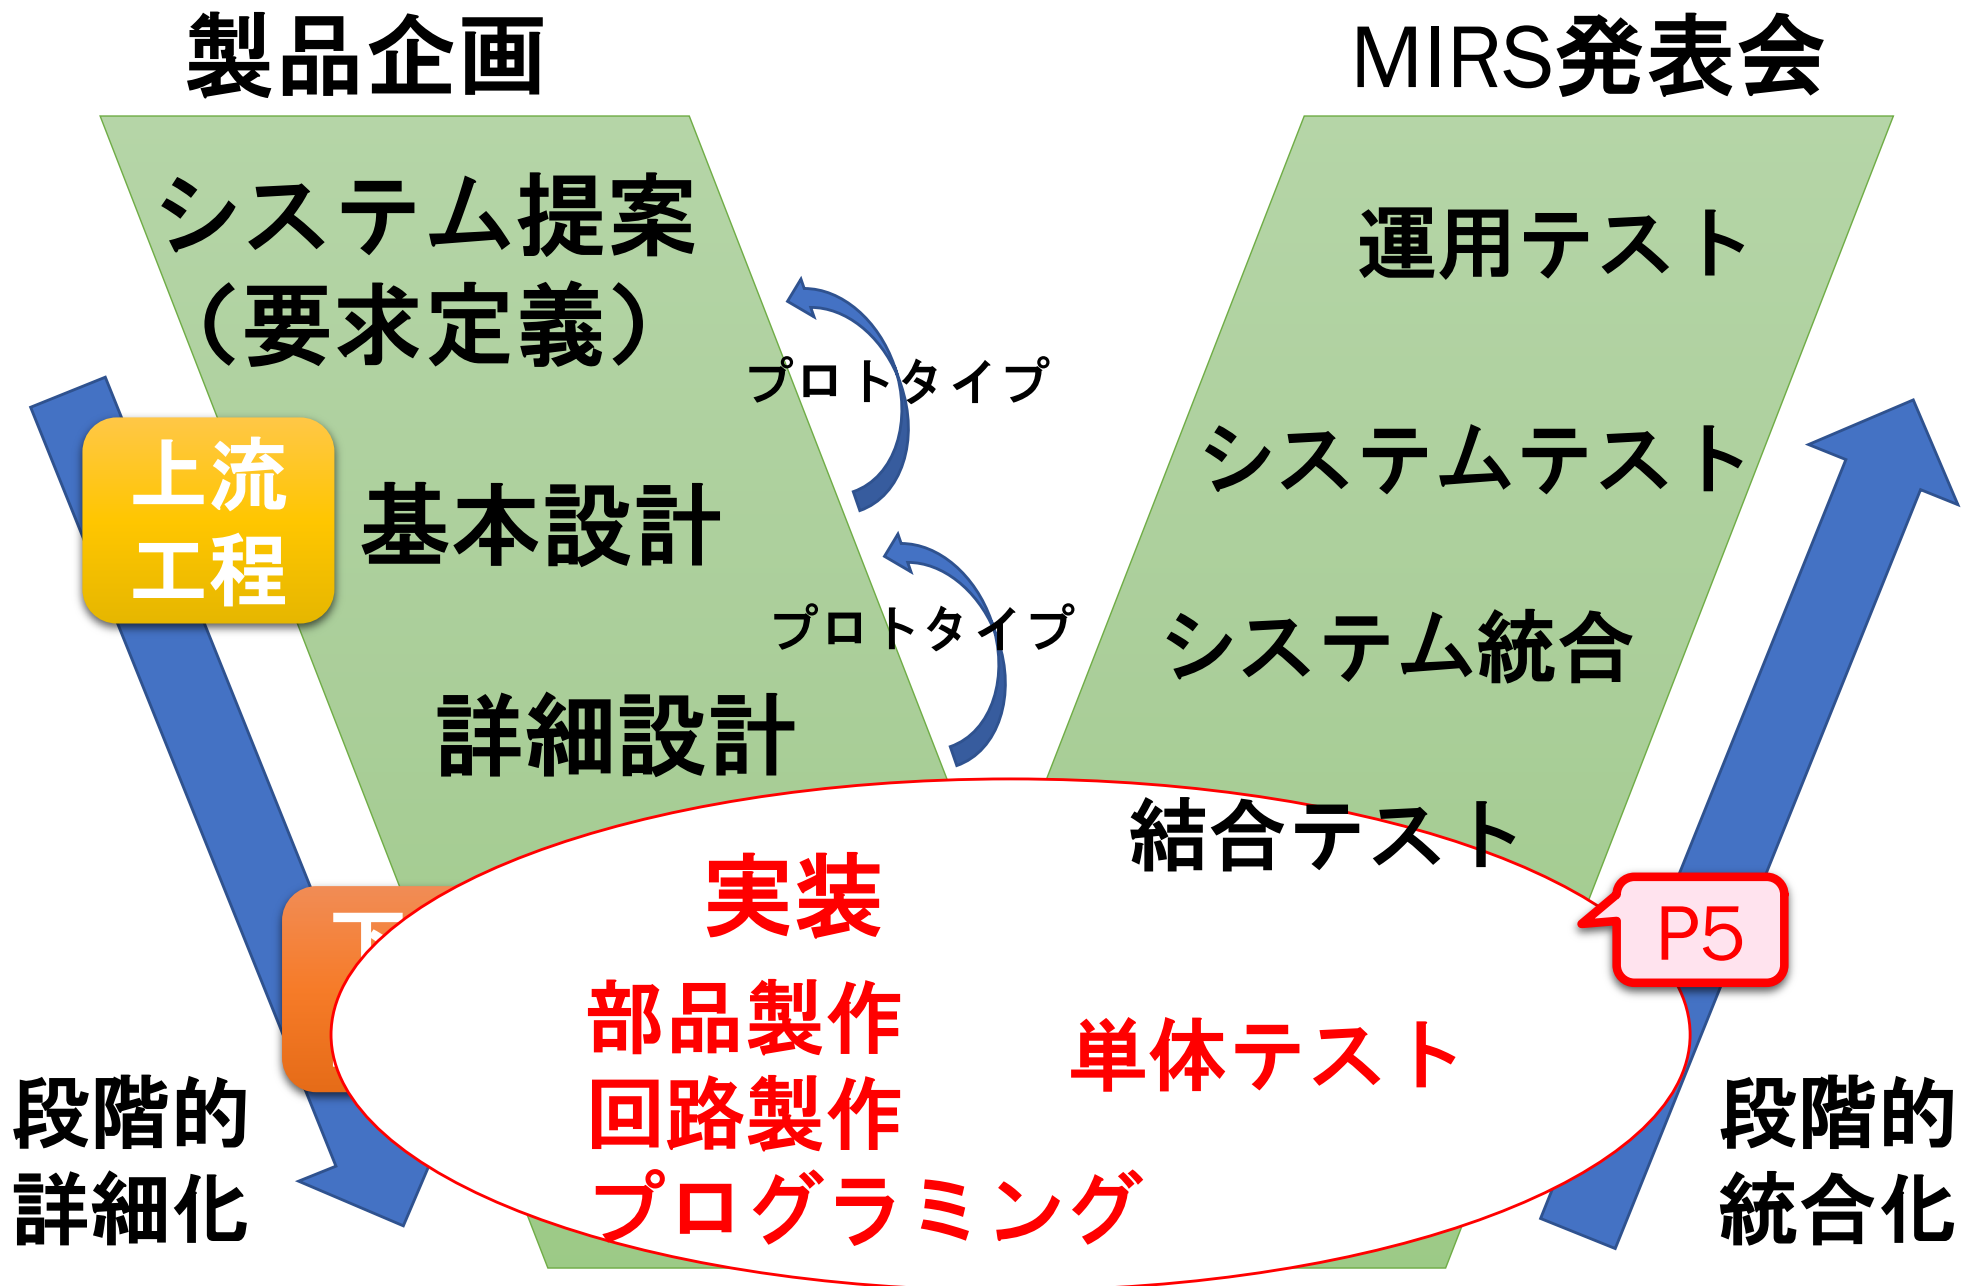 製品企画
MIRS発表会
システム提案
（要求定義）
運用テスト
プロトタイプ
上流
工程
基本設計
システムテスト
プロトタイプ
システム統合
詳細設計
結合テスト
実装
P5
部品製作
回路製作
プログラミング
単体テスト
段階的
詳細化
段階的
統合化